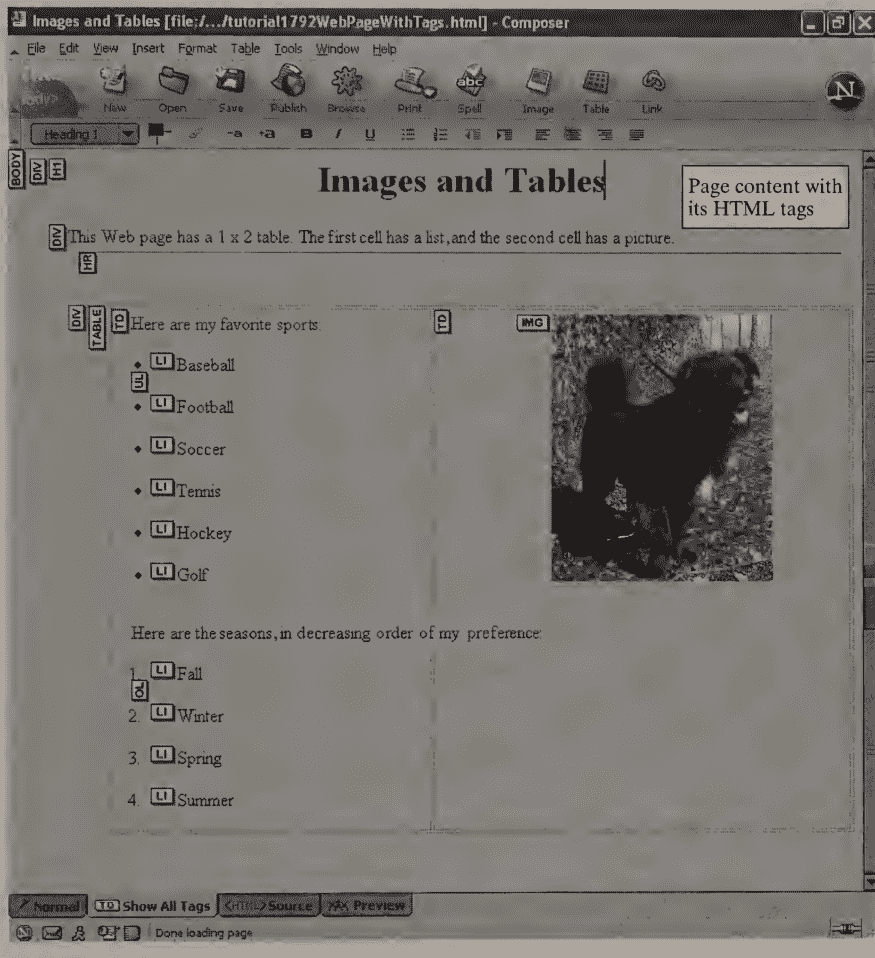 Images and Tables [file:/.../tutorial1792WebPageWithTags.html] - Composer
File Edit View Insert Format Table Tools Window Help
New Open Save Publish Browse Print Spell Image Table Link
Heading 1 -a +a B I U
BODY DIV H1 Images and Tables
Page content with
its HTML tags
DIV This Web page has a 1 x 2 table. The first cell has a list, and the second cell has a picture.
HR
DIV TABLE TD Here are my favorite sports:
TD IMG
LI Baseball
UL
LI Football
LI Soccer
LI Tennis
LI Hockey
LI Golf
Here are the seasons, in decreasing order of my preference:
1. LI Fall
OL
2. LI Winter
3. LI Spring
4. LI Summer
Normal TD Show All Tags <HTML> Source Preview
Done loading page